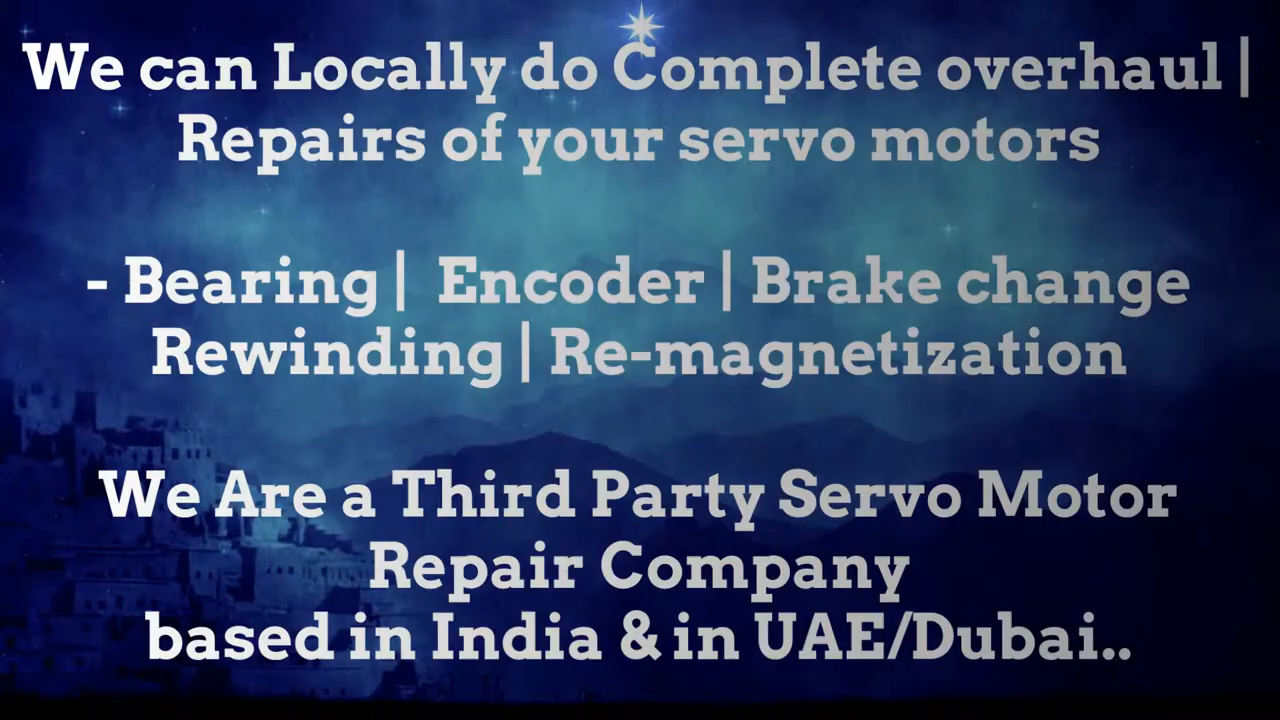 We can Locally do Complete overhaul |
Repairs of your servo motors
- Bearing | Encoder | Brake change
Rewinding | Re-magnetization
We Are a Third Party Servo Motor
Repair Company
based in India & in UAE/Dubai..